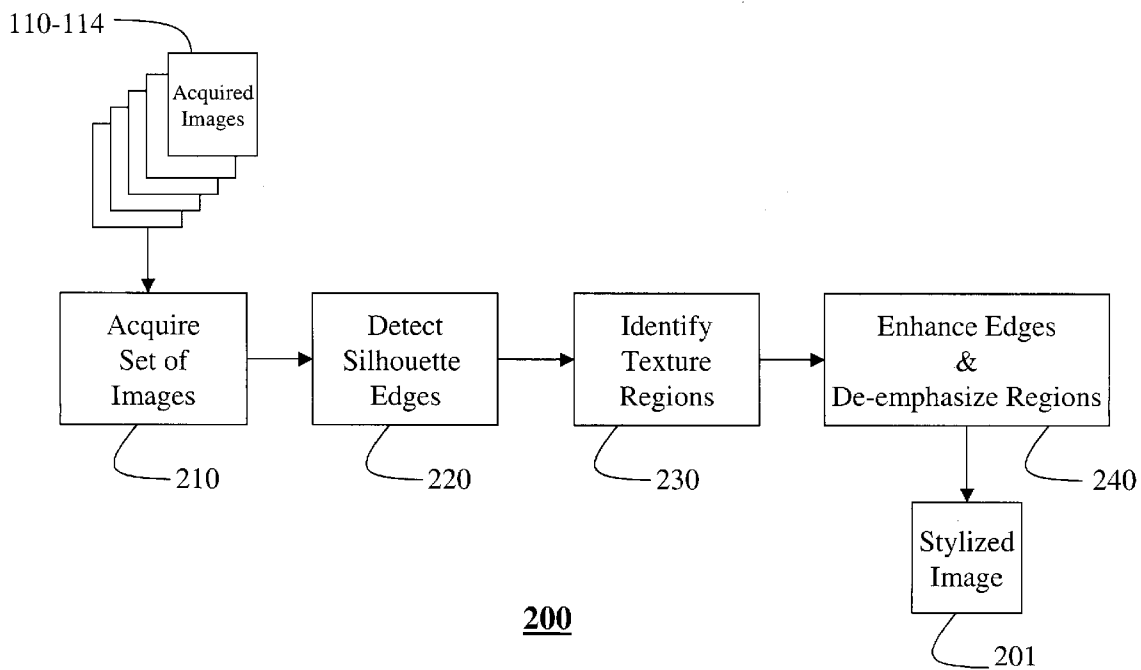 110-114
Acquired
Images
Acquire
Set of
Images
210
Detect
Silhouette
Edges
220
Identify
Texture
Regions
230
Enhance Edges
&
De-emphasize Regions
240
Stylized
Image
201
200